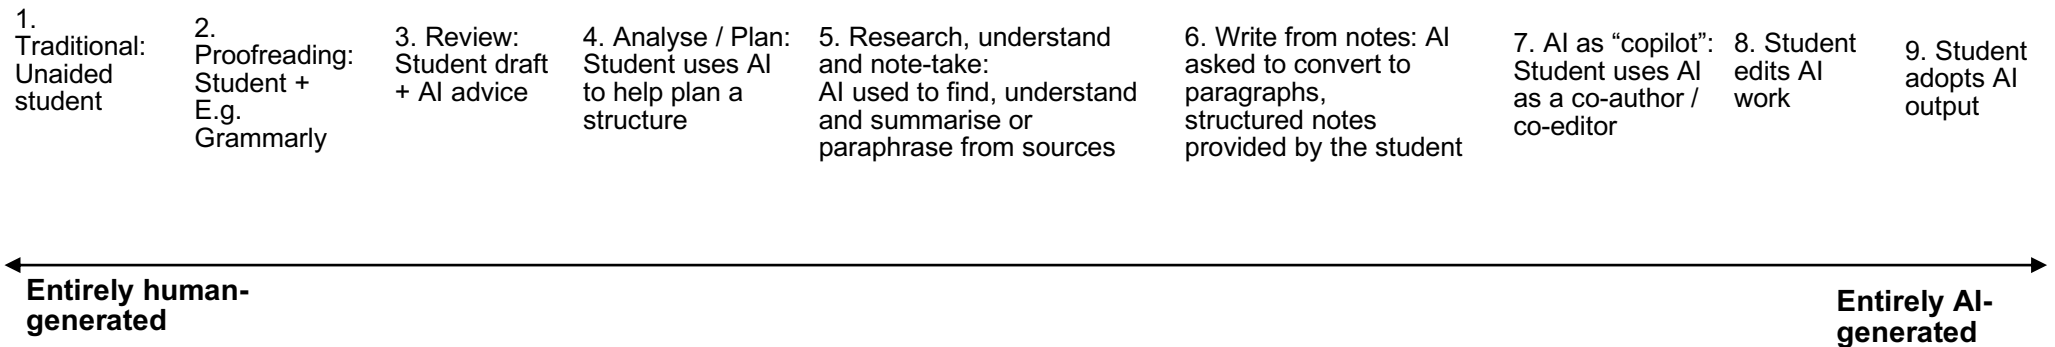 1.
Traditional:
Unaided
student
2.
Proofreading:
Student +
E.g.
Grammarly
3. Review:
Student draft
+ AI advice
4. Analyse / Plan:
Student uses AI
to help plan a
structure
5. Research, understand
and note-take:
AI used to find, understand
and summarise or
paraphrase from sources
6. Write from notes: AI
asked to convert to
paragraphs,
structured notes
provided by the student
7. AI as “copilot”:
Student uses AI
as a co-author /
co-editor
8. Student
edits AI
work
9. Student
adopts AI
output
Entirely human-
generated
Entirely AI-
generated